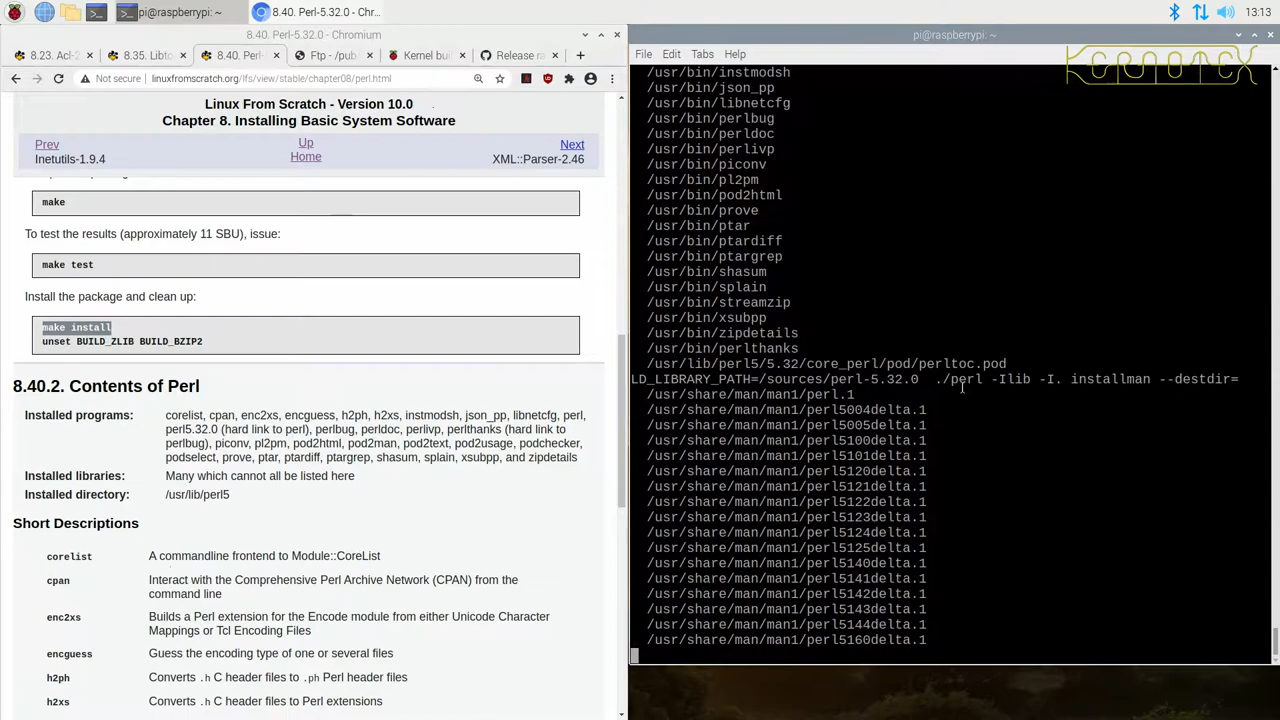 pi@raspberrypi: ~
8.40. Perl-5.32.0 - Chr...
13:13
8.40. Perl-5.32.0 - Chromium
8.23. Acl-2
8.35. Libto
8.40. Perl-
Ftp - /pub/
Kernel buil
Release ra
Not secure
linuxfromscratch.org/lfs/view/stable/chapter08/perl.html
Linux From Scratch - Version 10.0
Chapter 8. Installing Basic System Software
Prev
Up
Next
Inetutils-1.9.4
Home
XML::Parser-2.46
make
To test the results (approximately 11 SBU), issue:
make test
Install the package and clean up:
make install
unset BUILD_ZLIB BUILD_BZIP2
8.40.2. Contents of Perl
Installed programs: corelist, cpan, enc2xs, encguess, h2ph, h2xs, instmodsh, json_pp, libnetcfg, perl,
perl5.32.0 (hard link to perl), perlbug, perldoc, perlivp, perlthanks (hard link to
perlbug), piconv, pl2pm, pod2html, pod2man, pod2text, pod2usage, podchecker,
podselect, prove, ptar, ptardiff, ptargrep, shasum, splain, xsubpp, and zipdetails
Installed libraries: Many which cannot all be listed here
Installed directory: /usr/lib/perl5
Short Descriptions
corelist A commandline frontend to Module::CoreList
cpan Interact with the Comprehensive Perl Archive Network (CPAN) from the
command line
enc2xs Builds a Perl extension for the Encode module from either Unicode Character
Mappings or Tcl Encoding Files
encguess Guess the encoding type of one or several files
h2ph Converts .h C header files to .ph Perl header files
h2xs Converts .h C header files to Perl extensions
pi@raspberrypi: ~
File Edit Tabs Help
KERNOTEX
/usr/bin/instmodsh
/usr/bin/json_pp
/usr/bin/libnetcfg
/usr/bin/perlbug
/usr/bin/perldoc
/usr/bin/perlivp
/usr/bin/piconv
/usr/bin/pl2pm
/usr/bin/pod2html
/usr/bin/prove
/usr/bin/ptar
/usr/bin/ptardiff
/usr/bin/ptargrep
/usr/bin/shasum
/usr/bin/splain
/usr/bin/streamzip
/usr/bin/xsubpp
/usr/bin/zipdetails
/usr/bin/perlthanks
/usr/lib/perl5/5.32/core_perl/pod/perltoc.pod
LD_LIBRARY_PATH=/sources/perl-5.32.0 ./perl -Ilib -I. installman --destdir=
/usr/share/man/man1/perl.1
/usr/share/man/man1/perl5004delta.1
/usr/share/man/man1/perl5005delta.1
/usr/share/man/man1/perl5100delta.1
/usr/share/man/man1/perl5101delta.1
/usr/share/man/man1/perl5120delta.1
/usr/share/man/man1/perl5121delta.1
/usr/share/man/man1/perl5122delta.1
/usr/share/man/man1/perl5123delta.1
/usr/share/man/man1/perl5124delta.1
/usr/share/man/man1/perl5125delta.1
/usr/share/man/man1/perl5140delta.1
/usr/share/man/man1/perl5141delta.1
/usr/share/man/man1/perl5142delta.1
/usr/share/man/man1/perl5143delta.1
/usr/share/man/man1/perl5144delta.1
/usr/share/man/man1/perl5160delta.1